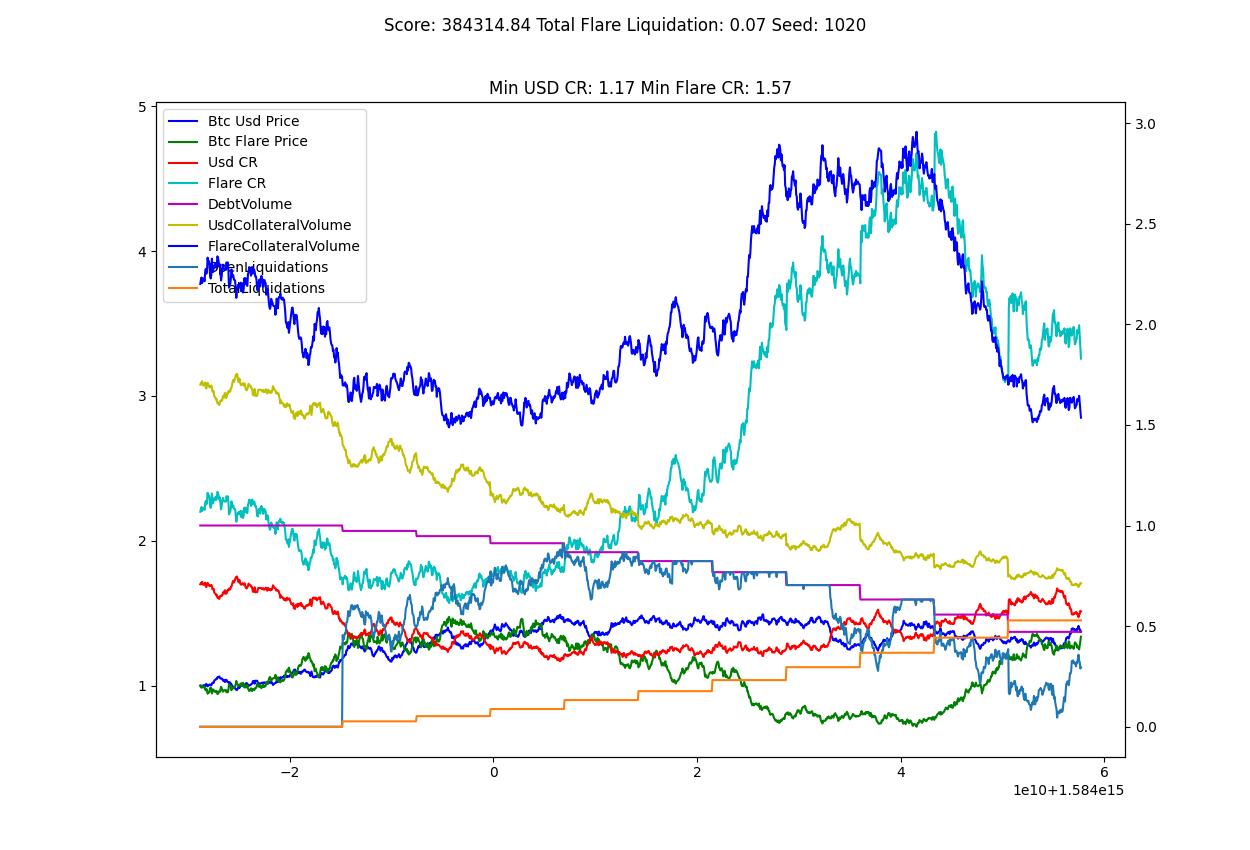 Score: 384314.84 Total Flare Liquidation: 0.07 Seed: 1020
Min USD CR: 1.17 Min Flare CR: 1.57
Btc Usd Price
Btc Flare Price
Usd CR
Flare CR
DebtVolume
UsdCollateralVolume
FlareCollateralVolume
OpenLiquidations
TotalLiquidations
5
4
3
2
1
3.0
2.5
2.0
1.5
1.0
0.5
0.0
−2
0
2
4
6
1e10+1.584e15